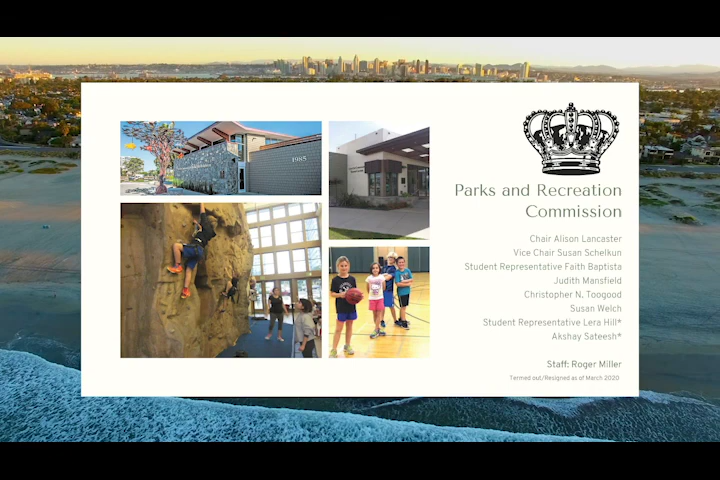 1985
Parks and Recreation
Commission
Chair Alison Lancaster
Vice Chair Susan Schelkun
Student Representative Faith Baptista
Judith Mansfield
Christopher N. Toogood
Susan Welch
Student Representative Lera Hill*
Akshay Sateesh*
Staff: Roger Miller
Termed out/Resigned as of March 2020